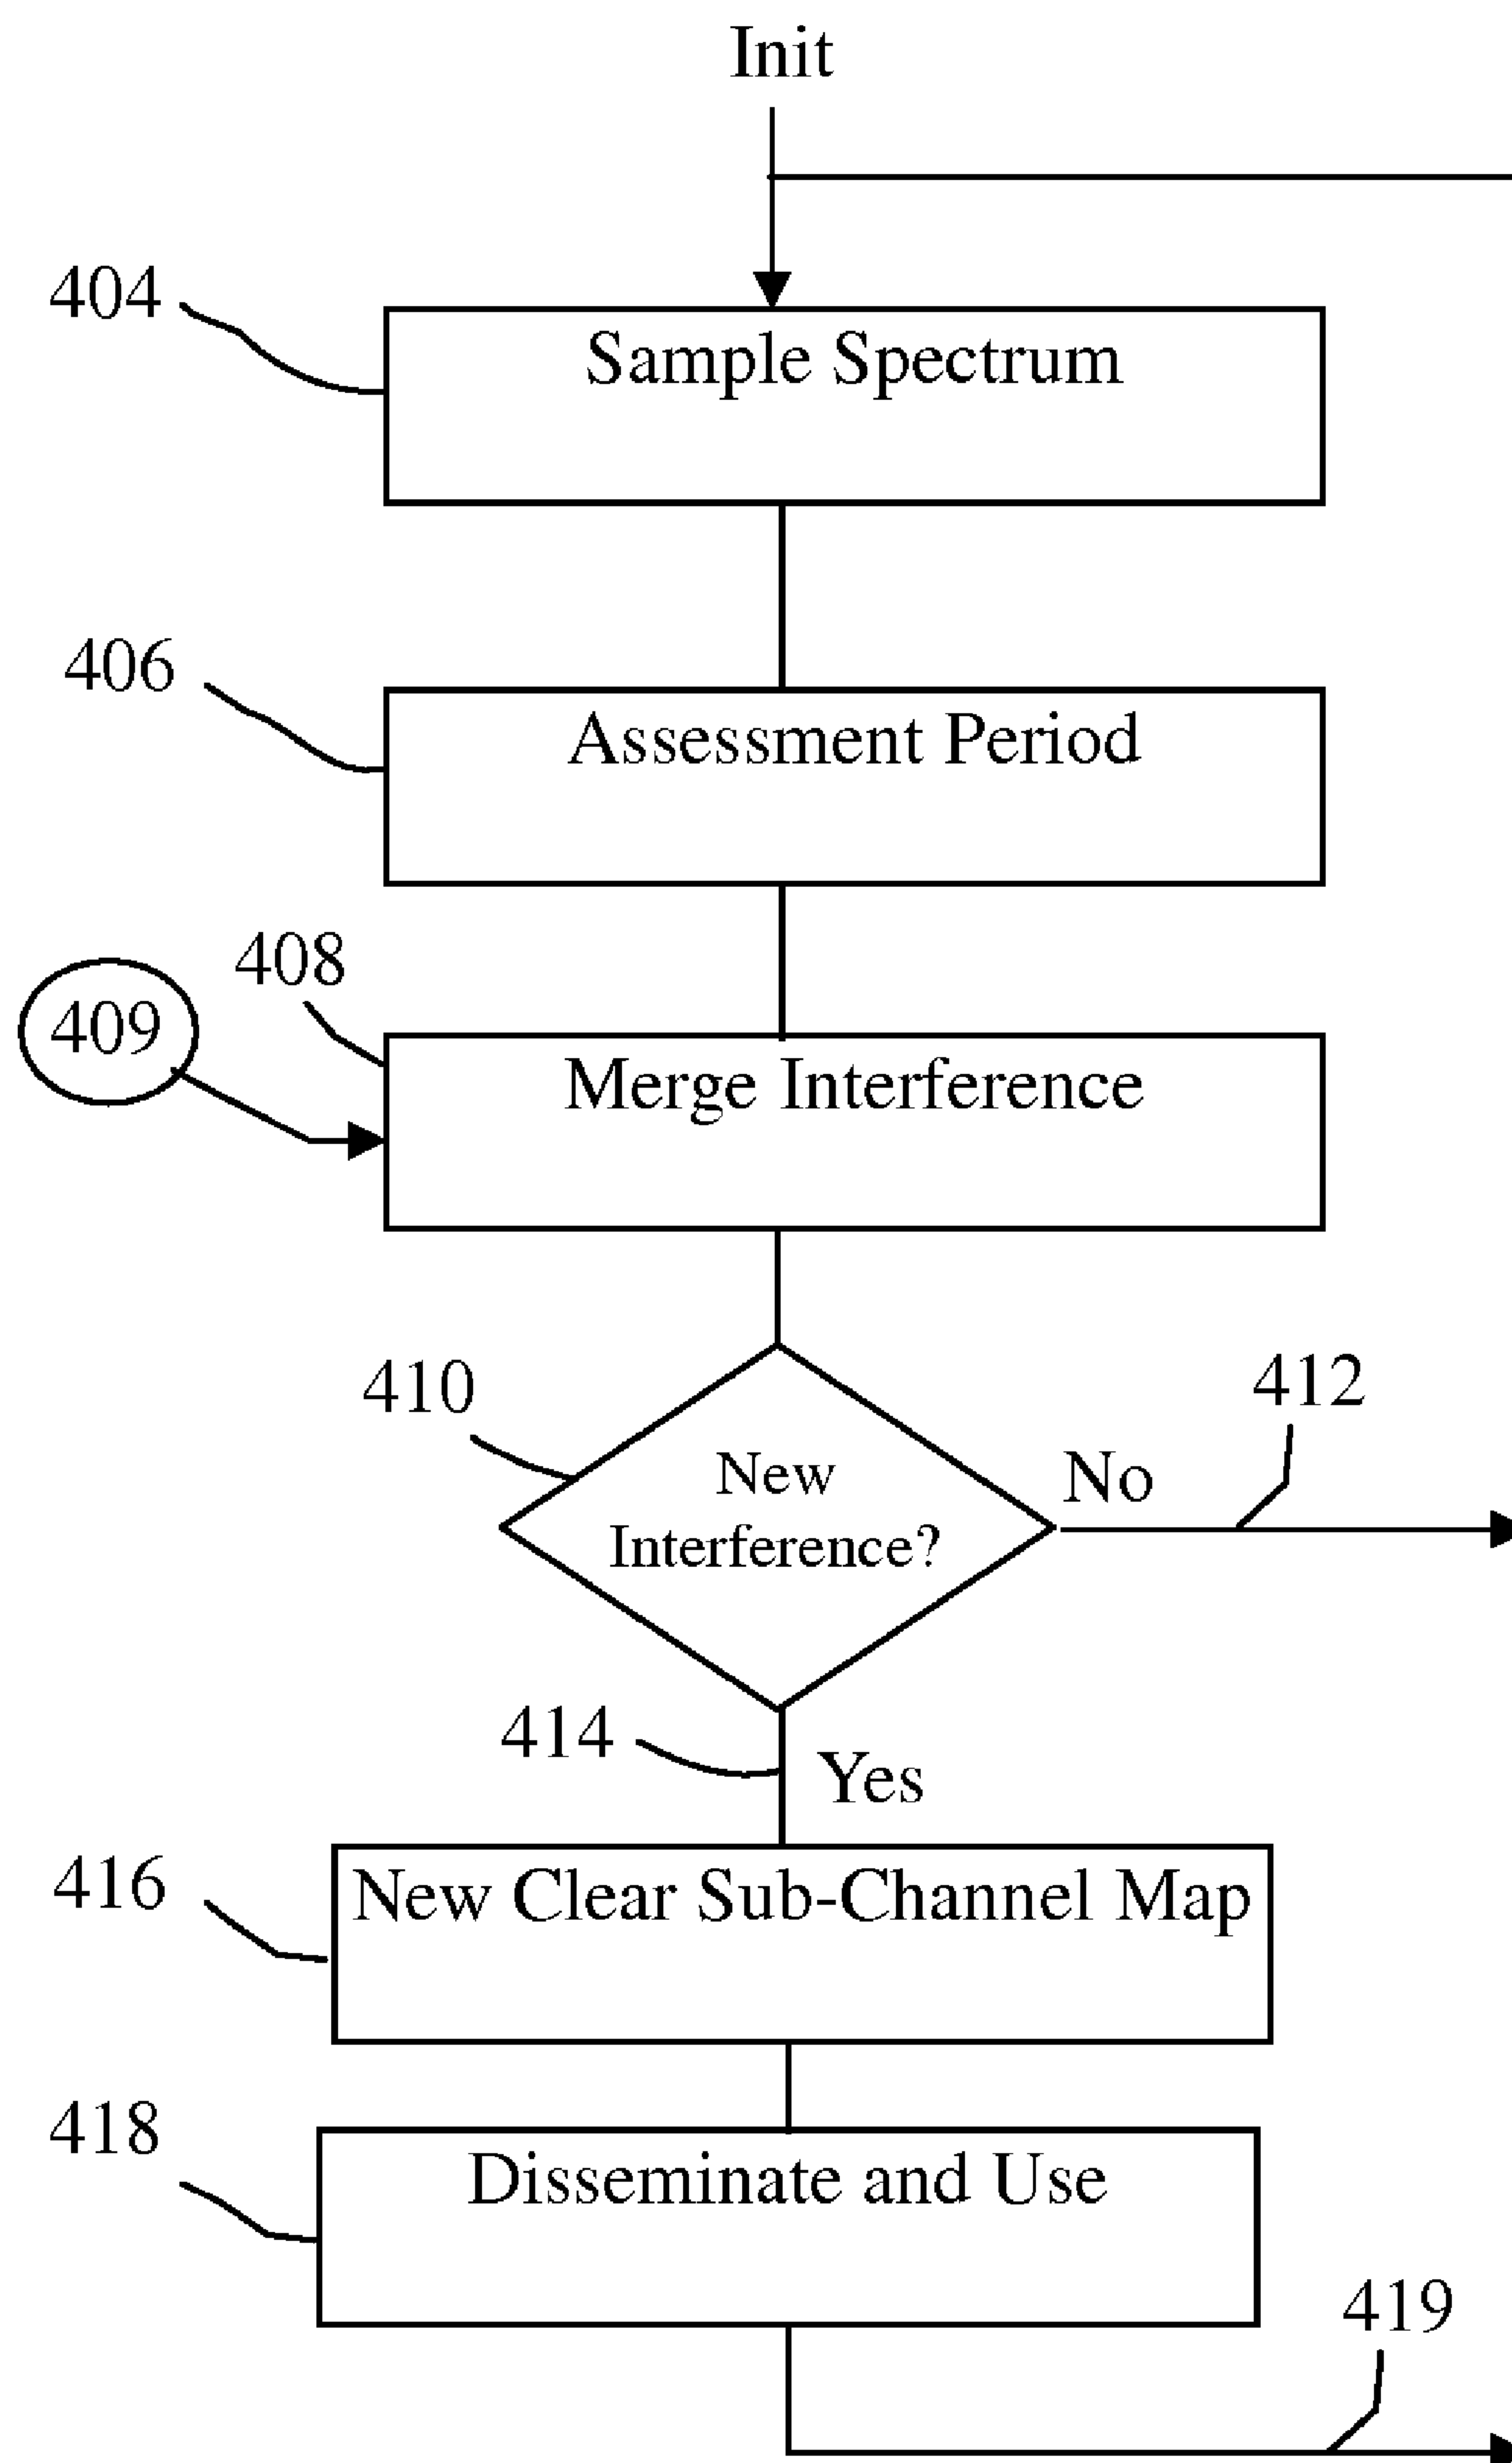 Init
404
Sample Spectrum
406
Assessment Period
408
409
Merge Interference
410
412
New
Interference?
No
414
Yes
416
New Clear Sub-Channel Map
418
Disseminate and Use
419